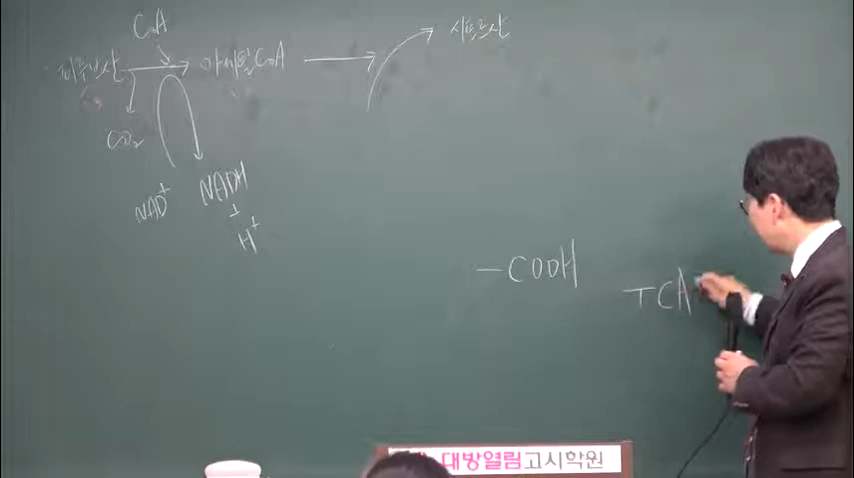 CoA
피루브산 아세틸CoA 시트르산
CO₂
NAD⁺ NADH
+
H⁺
-COOH
TCA
대방열림고시학원